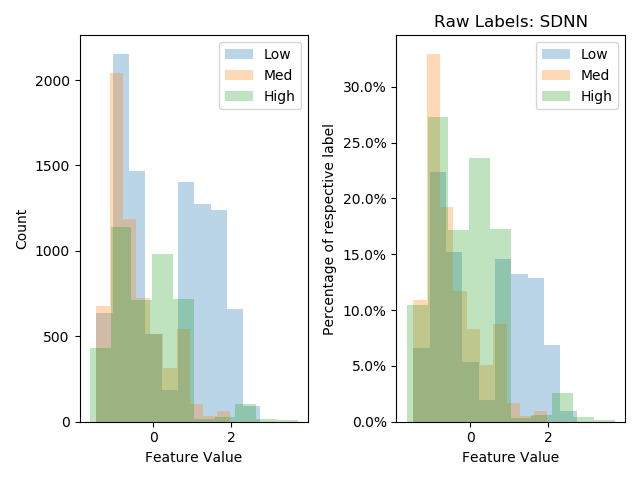 Low
Med
High
2000
1500
1000
500
0
Count
0 2
Feature Value
Raw Labels: SDNN
Low
Med
High
30.0%
25.0%
20.0%
15.0%
10.0%
5.0%
0.0%
Percentage of respective label
0 2
Feature Value